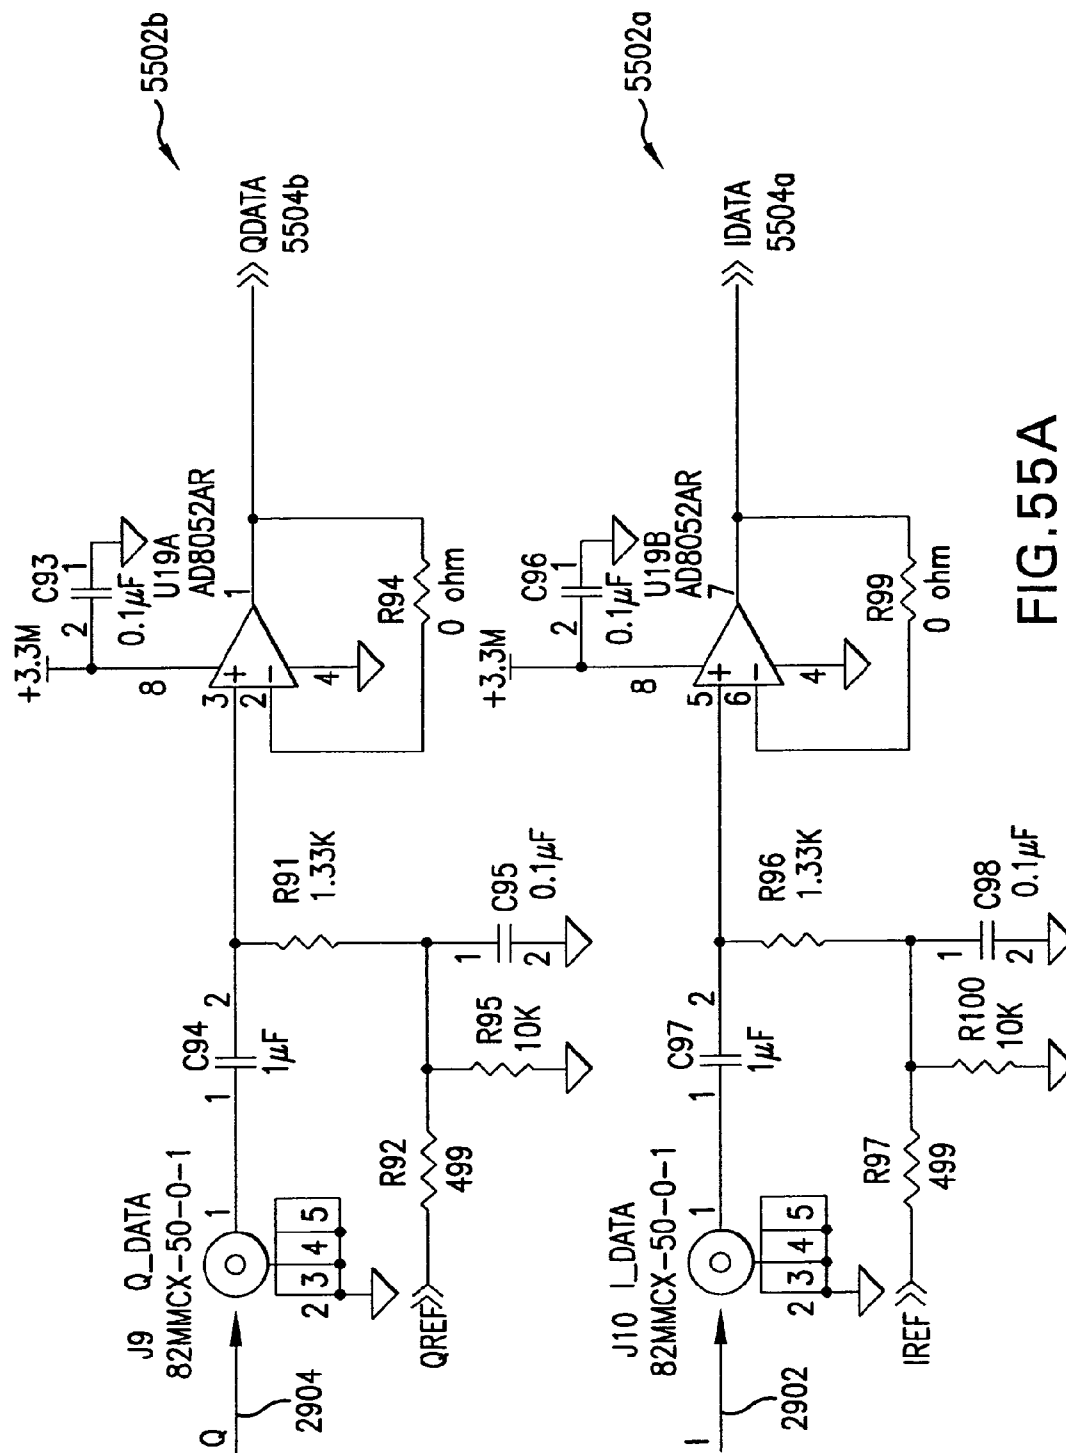 5502b
+3.3M
C93
2
1
0.1μF
U19A
AD8052AR
8
3
+
2
−
1
4
R94
0 ohm
QDATA
5504b
Q
2904
J9
Q_DATA
82MMCX-50-0-1
1
2
3
4
5
1
C94
2
1μF
R91
1.33K
QREF
R92
499
R95
10K
1
C95
2
0.1μF
5502a
+3.3M
C96
2
1
0.1μF
U19B
AD8052AR
8
5
+
6
−
7
4
R99
0 ohm
IDATA
5504a
I
2902
J10
I_DATA
82MMCX-50-0-1
1
2
3
4
5
1
C97
2
1μF
R96
1.33K
IREF
R97
499
R100
10K
1
C98
2
0.1μF
FIG.55A